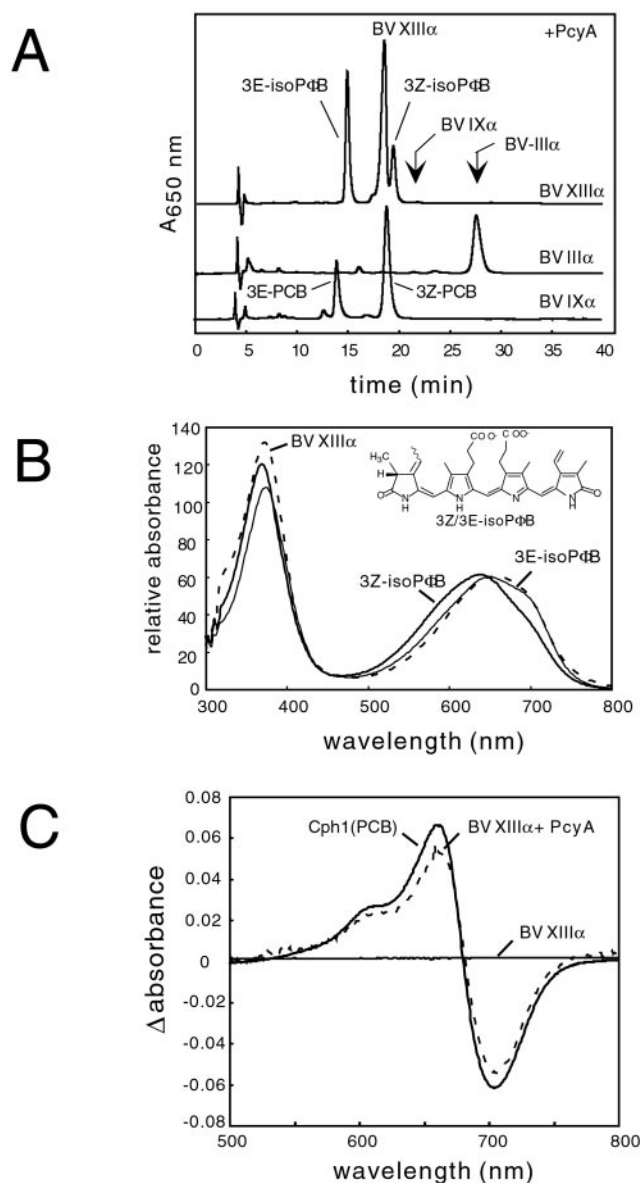 A
BV XIIIα
+PcyA
3E-isoPΦB
3Z-isoPΦB
BV IXα
BV-IIIα
A650 nm
BV XIIIα
BV IIIα
3E-PCB
3Z-PCB
BV IXα
0 5 10 15 20 25 30 35 40
time (min)
B
140
120
100
80
60
40
20
0
relative absorbance
BV XIIIα
COO-
COO-
H3C
H
O
N
H
N
H
N
N
H
O
3Z/3E-isoPΦB
3Z-isoPΦB
3E-isoPΦB
300 400 500 600 700 800
wavelength (nm)
C
0.08
0.06
0.04
0.02
0
-0.02
-0.04
-0.06
-0.08
Δ absorbance
Cph1(PCB)
BV XIIIα+ PcyA
BV XIIIα
500 600 700 800
wavelength (nm)